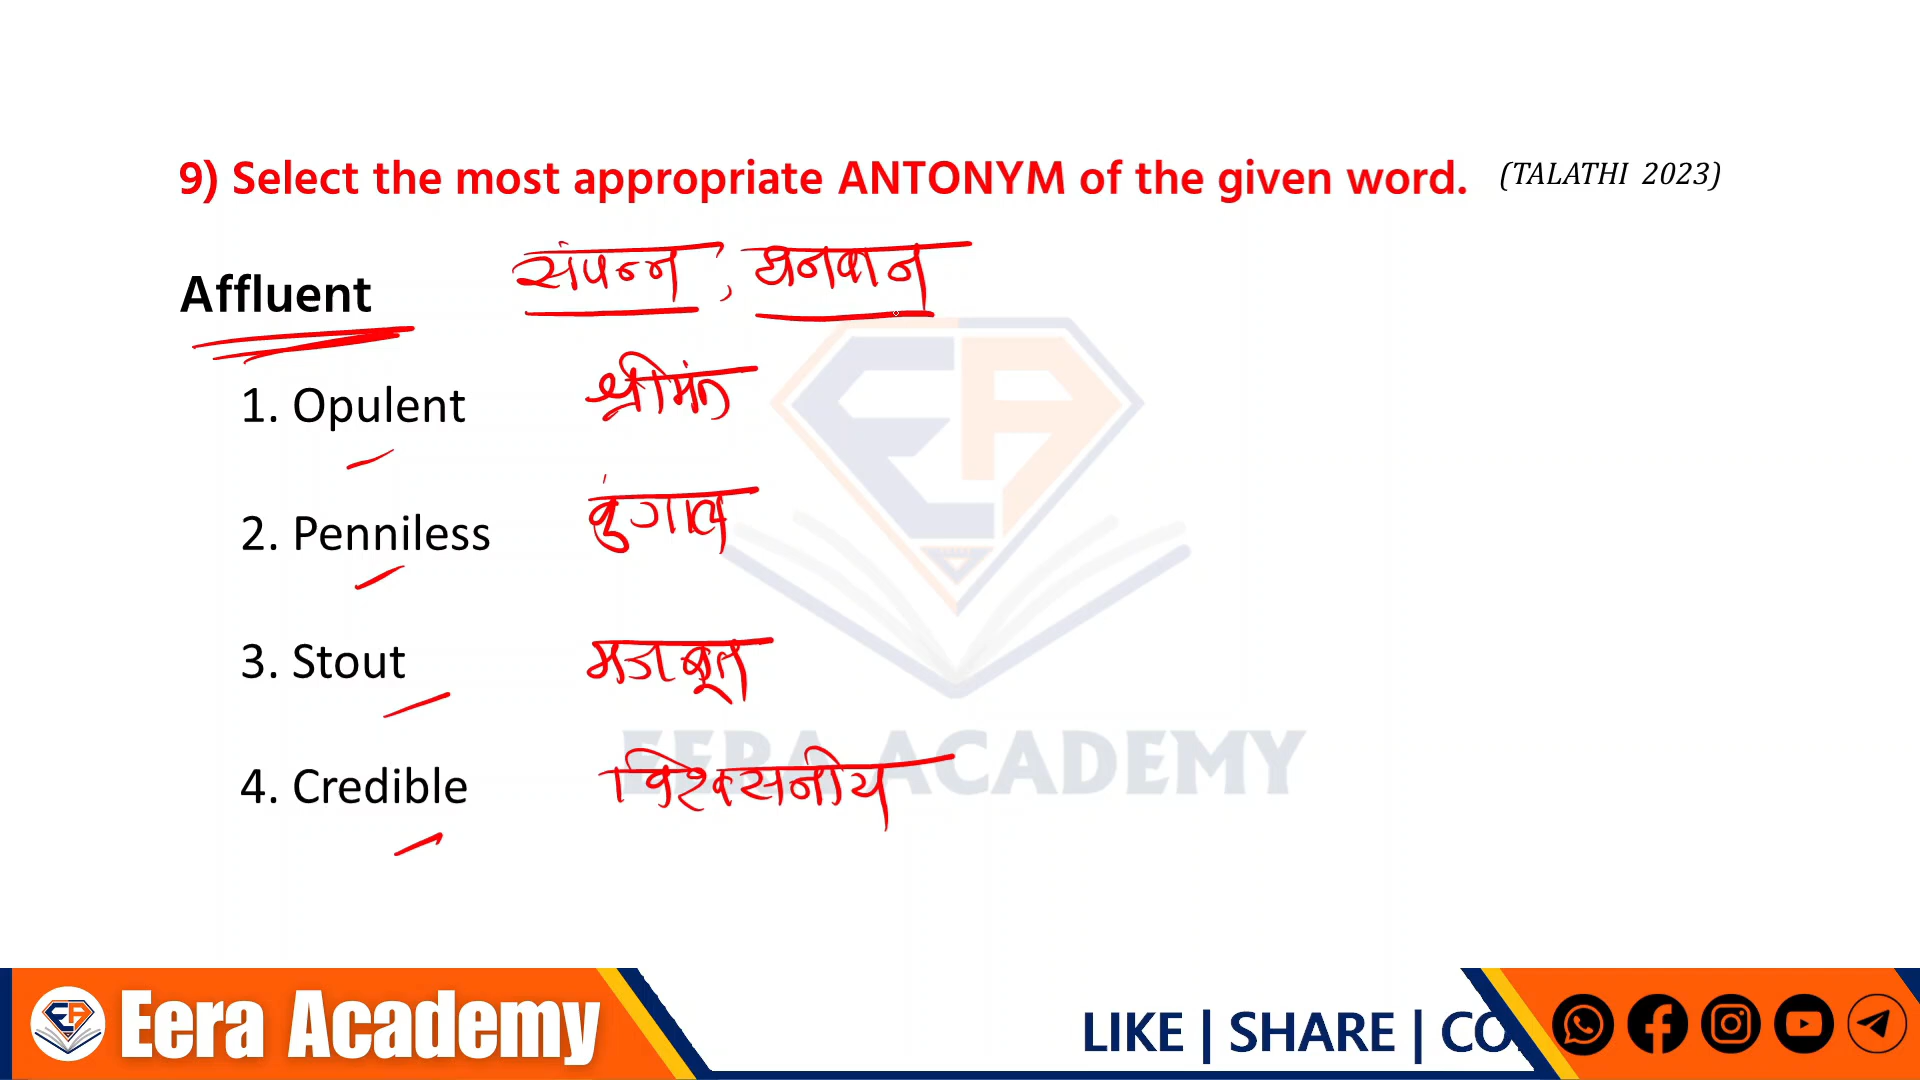 9) Select the most appropriate ANTONYM of the given word. (TALATHI 2023)
Affluent संपन्न, धनवान
1. Opulent श्रीमंत
2. Penniless कंगाल
3. Stout मजबूत
4. Credible विश्वसनीय
EERA ACADEMY
Eera Academy
LIKE | SHARE | CO